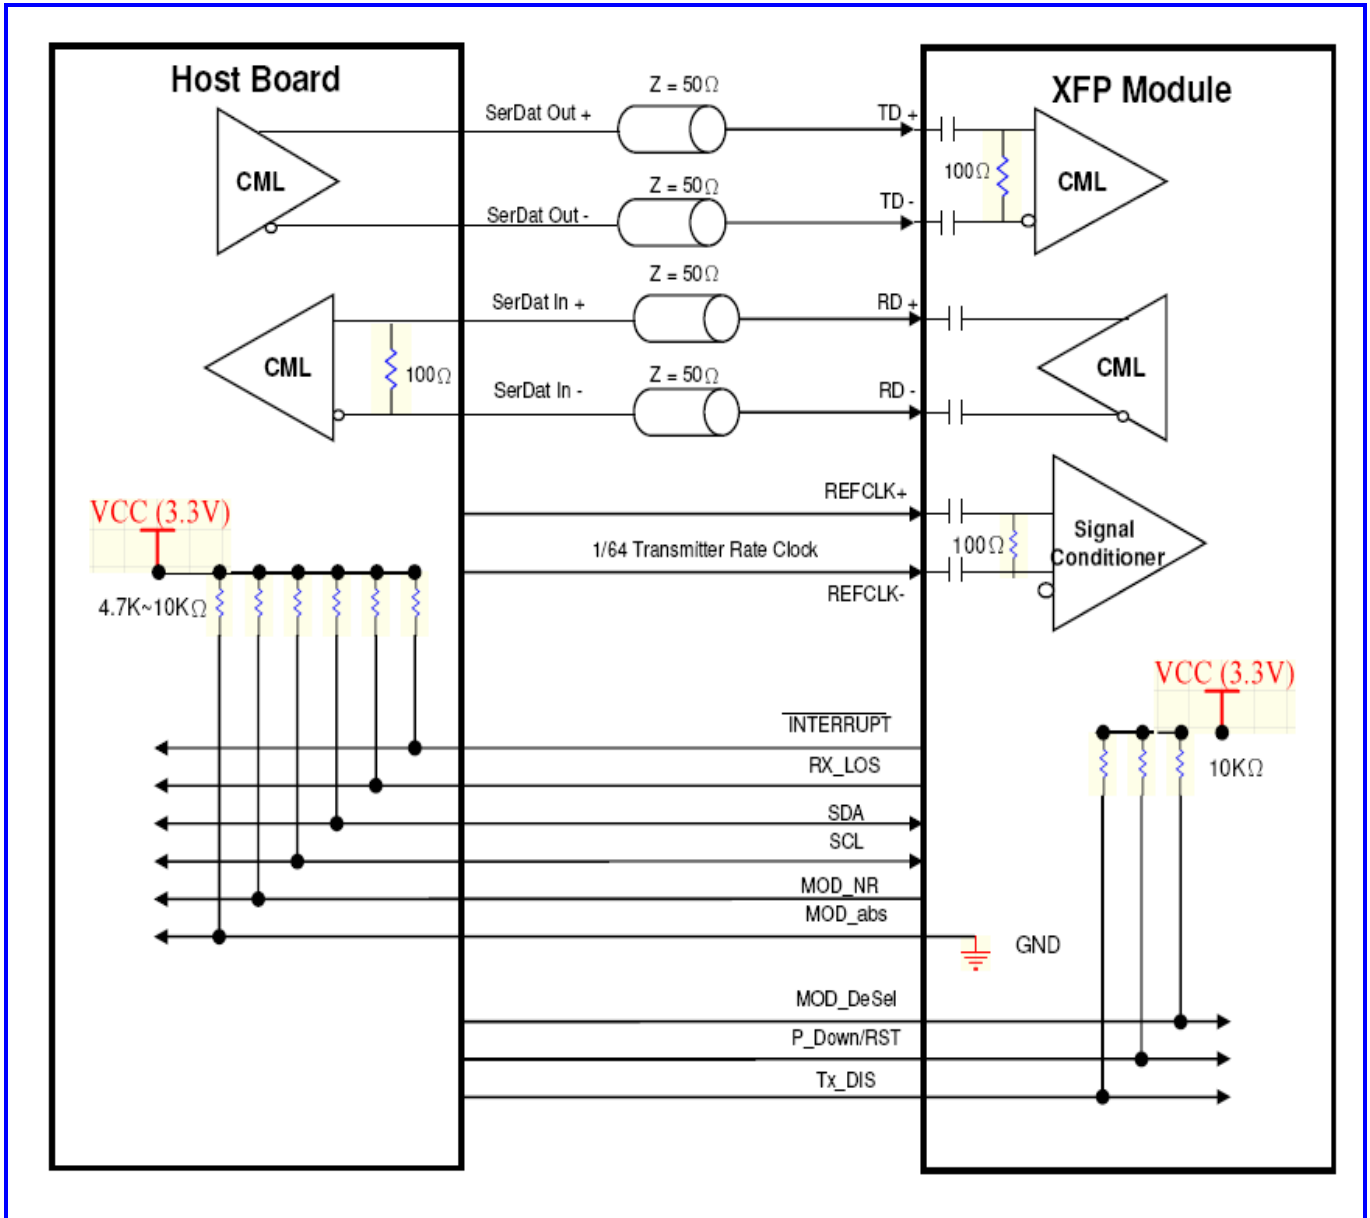 Host Board
XFP Module
Z = 50Ω
SerDat Out +
TD +
CML
100Ω
CML
Z = 50Ω
SerDat Out -
TD -
Z = 50Ω
SerDat In +
RD +
CML
100Ω
CML
Z = 50Ω
SerDat In -
RD -
REFCLK+
VCC (3.3V)
1/64 Transmitter Rate Clock
100Ω
Signal
Conditioner
REFCLK-
4.7K~10KΩ
VCC (3.3V)
INTERRUPT
RX_LOS
10KΩ
SDA
SCL
MOD_NR
MOD_abs
GND
MOD_DeSel
P_Down/RST
Tx_DIS